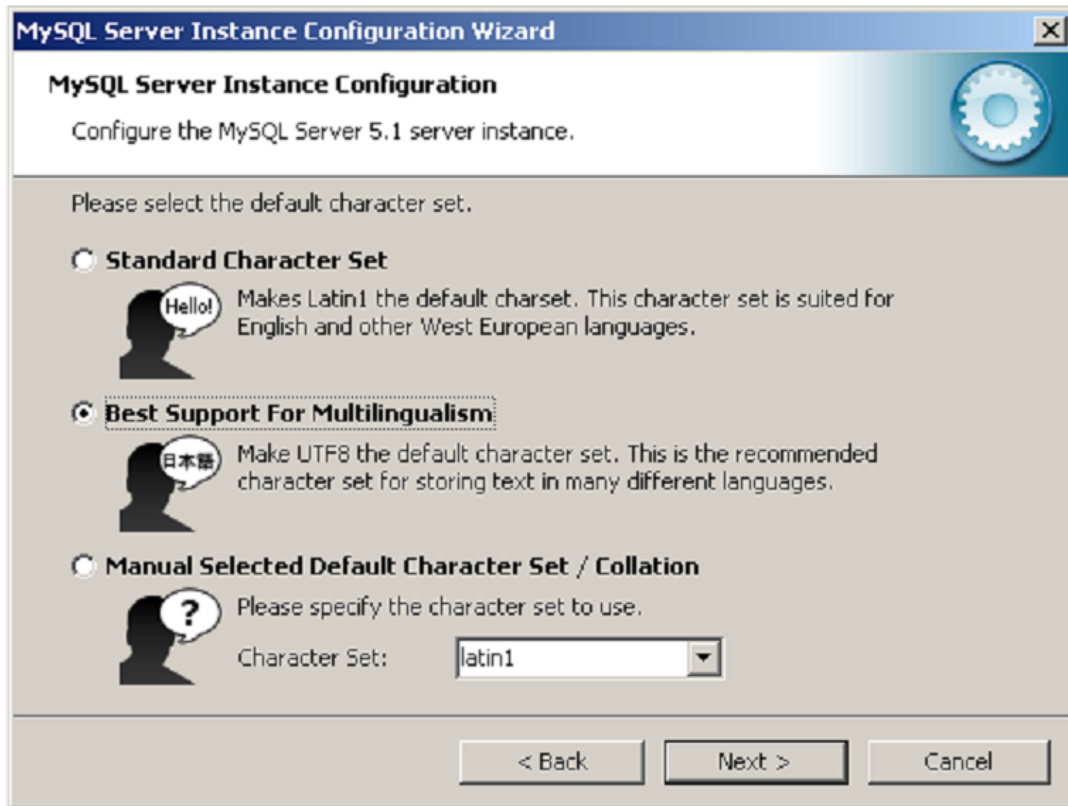 MySQL Server Instance Configuration Wizard
MySQL Server Instance Configuration
Configure the MySQL Server 5.1 server instance.
Please select the default character set.
Standard Character Set
Hello!
Makes Latin1 the default charset. This character set is suited for
English and other West European languages.
Best Support For Multilingualism
日本語
Make UTF8 the default character set. This is the recommended
character set for storing text in many different languages.
Manual Selected Default Character Set / Collation
?
Please specify the character set to use.
Character Set: latin1
< Back Next > Cancel